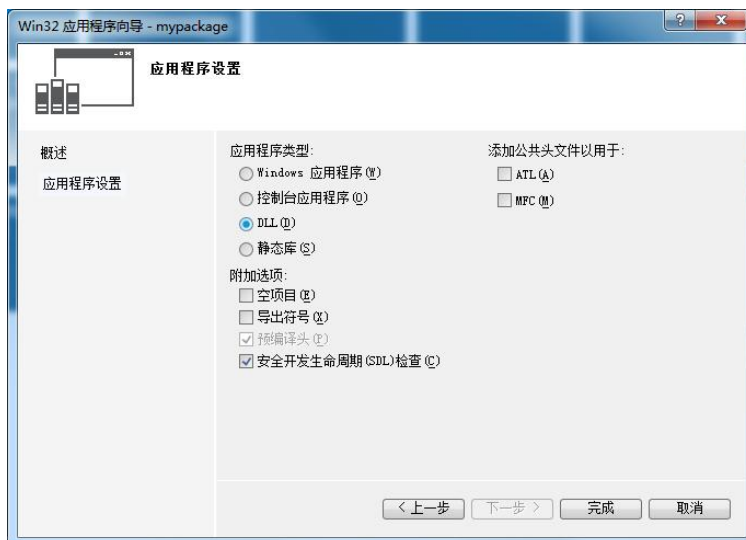 Win32 应用程序向导 - mypackage
应用程序设置
概述
应用程序设置
应用程序类型:
Windows 应用程序(W)
控制台应用程序(O)
DLL(D)
静态库(S)
附加选项:
空项目(E)
导出符号(X)
预编译头(P)
安全开发生命周期(SDL)检查(C)
添加公共头文件以用于:
ATL(A)
MFC(M)
< 上一步
下一步 >
完成
取消